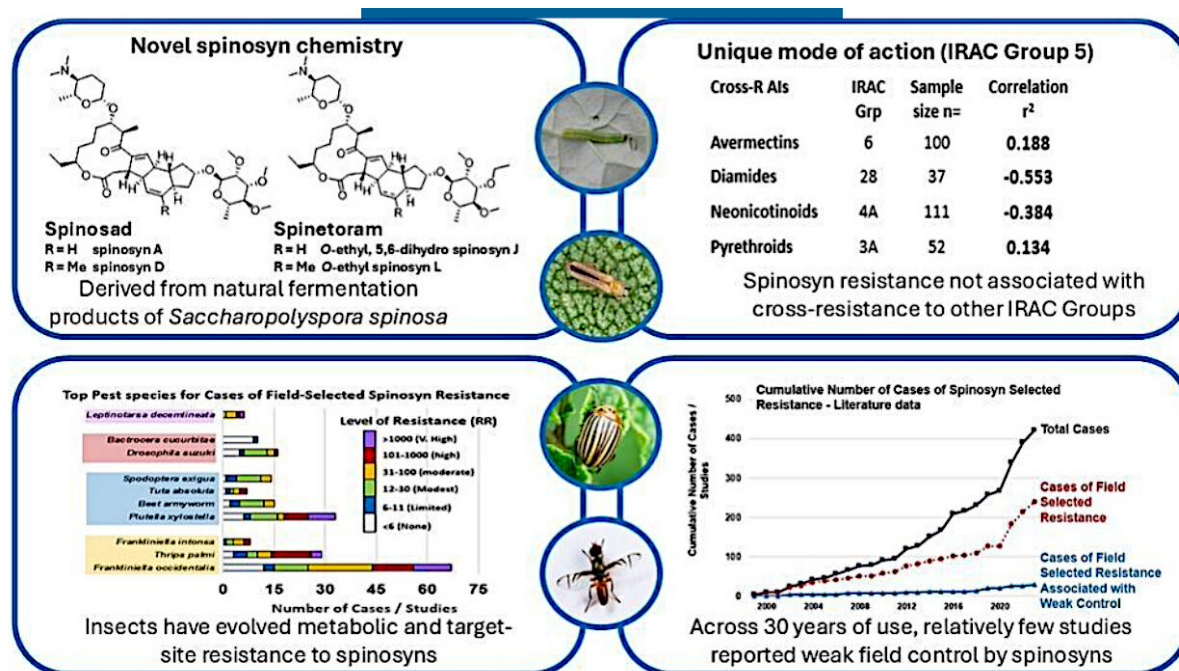 Novel spinosyn chemistry
N
O
O
O
O
O
H
H
H
H
O
O
O
O
O
R
N
O
O
O
O
O
H
H
H
H
O
O
O
O
O
R
Spinosad
R = H spinosyn A
R = Me spinosyn D
Spinetoram
R = H O-ethyl, 5,6-dihydro spinosyn J
R = Me O-ethyl spinosyn L
Derived from natural fermentation
products of Saccharopolyspora spinosa
Unique mode of action (IRAC Group 5)
Cross-R AIs IRAC Sample Correlation
Grp size n= r²
Avermectins 6 100 0.188
Diamides 28 37 -0.553
Neonicotinoids 4A 111 -0.384
Pyrethroids 3A 52 0.134
Spinosyn resistance not associated with
cross-resistance to other IRAC Groups
Top Pest species for Cases of Field-Selected Spinosyn Resistance
Leptinotarsa decemlineata
Bactrocera cucurbitae
Drosophila suzuki
Spodoptera exigua
Tuta absoluta
Beet armyworm
Plutella xylostella
Frankliniella intonsa
Thrips palmi
Frankliniella occidentalis
Level of Resistance (RR)
>1000 (V. High)
101-1000 (high)
31-100 (moderate)
12-30 (Modest)
6-11 (Limited)
<6 (None)
0 15 30 45 60 75
Number of Cases / Studies
Insects have evolved metabolic and target-
site resistance to spinosyns
Cumulative Number of Cases of Spinosyn Selected
Resistance - Literature data
Cumulative Number of Cases /
Studies
500
400
300
200
100
0
2000 2004 2008 2012 2016 2020
Total Cases
Cases of Field
Selected
Resistance
Cases of Field
Selected Resistance
Associated with
Weak Control
Across 30 years of use, relatively few studies
reported weak field control by spinosyns